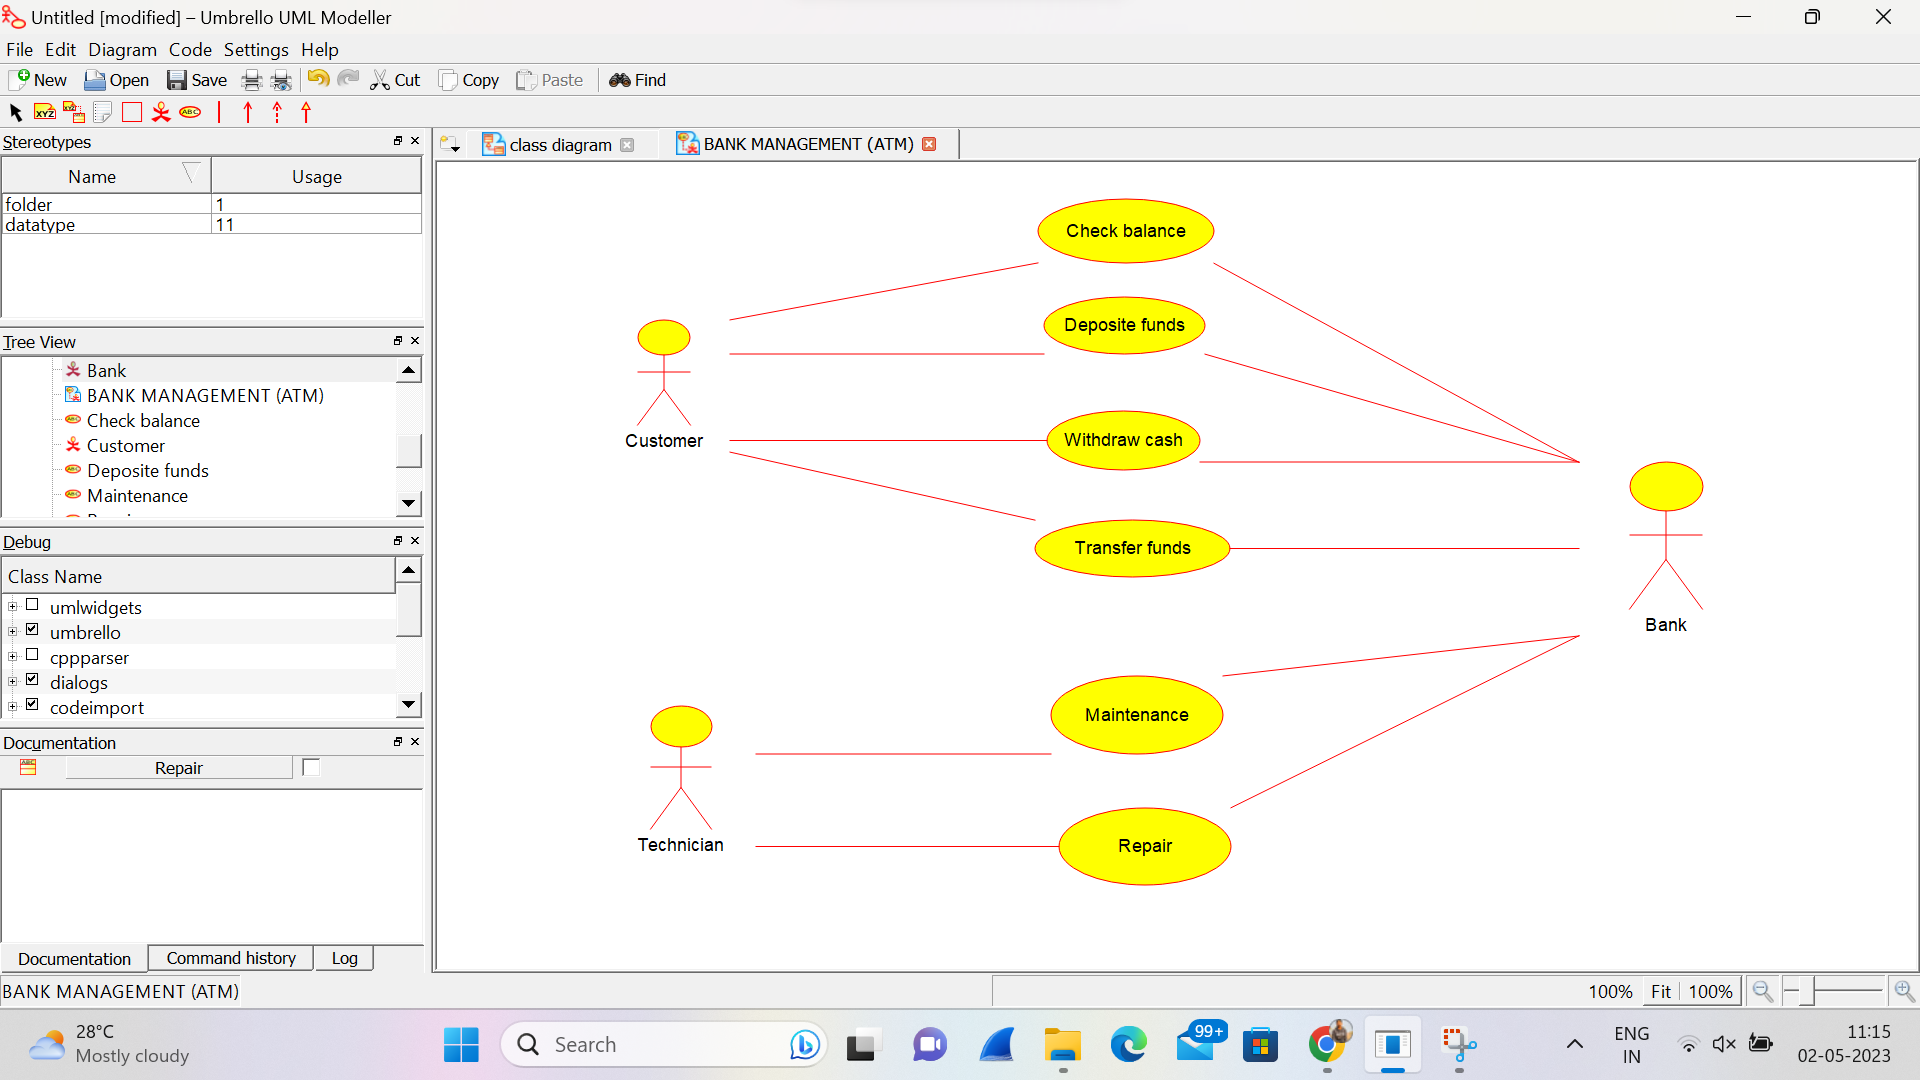 Untitled [modified] – Umbrello UML Modeller
File Edit Diagram Code Settings Help
New Open Save Cut Copy Paste Find
XYZ XYZ ABC
Stereotypes
Name Usage
folder 1
datatype 11
Tree View
Bank
BANK MANAGEMENT (ATM)
Check balance
Customer
Deposite funds
Maintenance
Debug
Class Name
umlwidgets
umbrello
cppparser
dialogs
codeimport
Documentation
Repair
Documentation Command history Log
class diagram BANK MANAGEMENT (ATM)
Check balance
Deposite funds
Customer
Withdraw cash
Transfer funds
Bank
Maintenance
Technician
Repair
BANK MANAGEMENT (ATM) 100% Fit 100%
28°C
Mostly cloudy
Search
99+
ENG
IN
11:15
02-05-2023